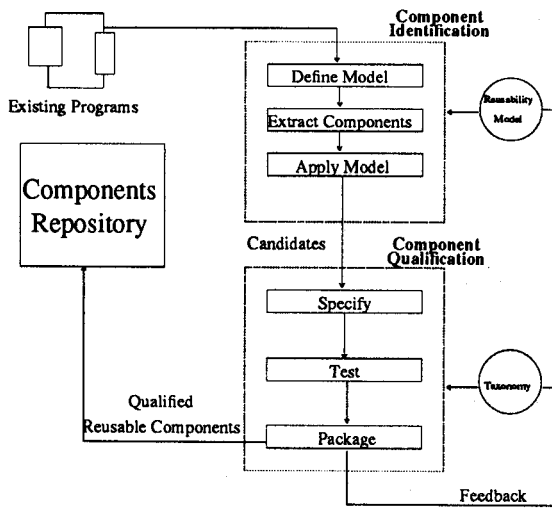 Component
Identification
Define Model
Existing Programs
Extract Components
Reusability
Model
Apply Model
Components
Repository
Candidates
Component
Qualification
Specify
Test
Taxonomy
Qualified
Reusable Components
Package
Feedback